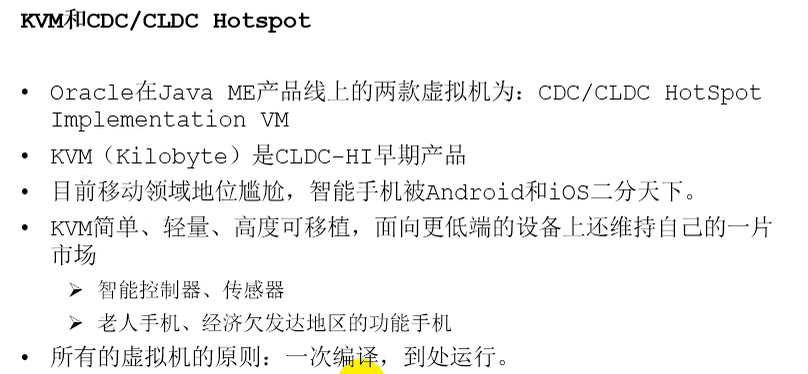 KVM和CDC/CLDC Hotspot
• Oracle在Java ME产品线上的两款虚拟机为：CDC/CLDC HotSpot
Implementation VM
• KVM（Kilobyte）是CLDC-HI早期产品
• 目前移动领域地位尴尬，智能手机被Android和iOS二分天下。
• KVM简单、轻量、高度可移植，面向更低端的设备上还维持自己的一片
市场
➢ 智能控制器、传感器
➢ 老人手机、经济欠发达地区的功能手机
• 所有的虚拟机的原则：一次编译，到处运行。